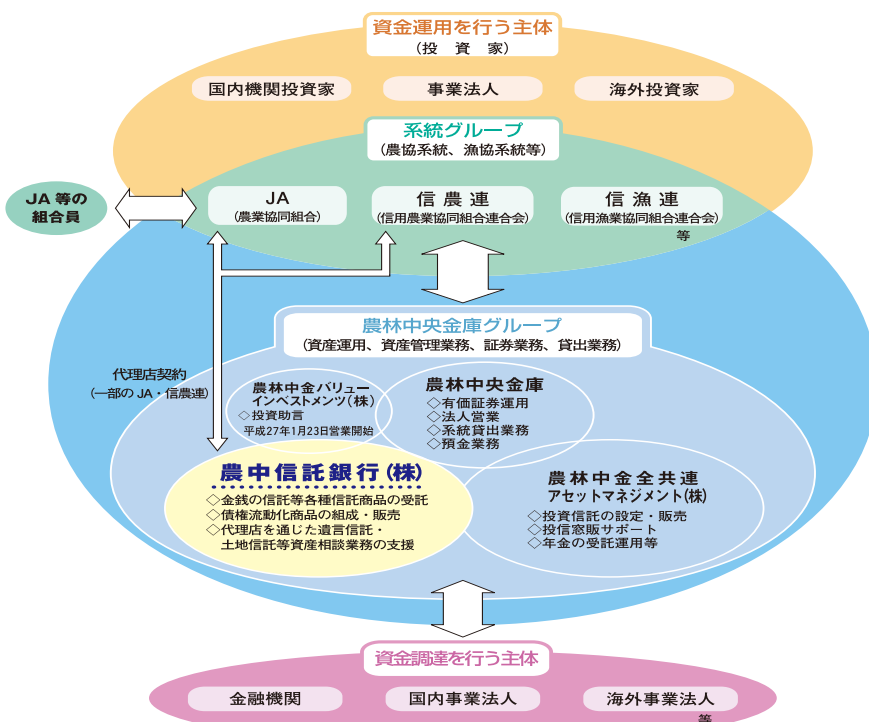 資金運用を行う主体
(投資家)
国内機関投資家
事業法人
海外投資家
系統グループ
(農協系統、漁協系統等)
JA等の
組合員
JA
(農業協同組合)
信農連
(信用農業協同組合連合会)
信漁連
(信用漁業協同組合連合会)
等
農林中央金庫グループ
(資産運用、資産管理業務、証券業務、貸出業務)
代理店契約
(一部のJA・信農連)
農林中金バリュー
インベストメンツ(株)
◇投資助言
平成27年1月23日営業開始
農林中央金庫
◇有価証券運用
◇法人営業
◇系統貸出業務
◇預金業務
農中信託銀行(株)
◇金銭の信託等各種信託商品の受託
◇債権流動化商品の組成・販売
◇代理店を通じた遺言信託・
土地信託等資産相談業務の支援
農林中金全共連
アセットマネジメント(株)
◇投資信託の設定・販売
◇投信窓販サポート
◇年金の受託運用等
資金調達を行う主体
金融機関
国内事業法人
海外事業法人
等